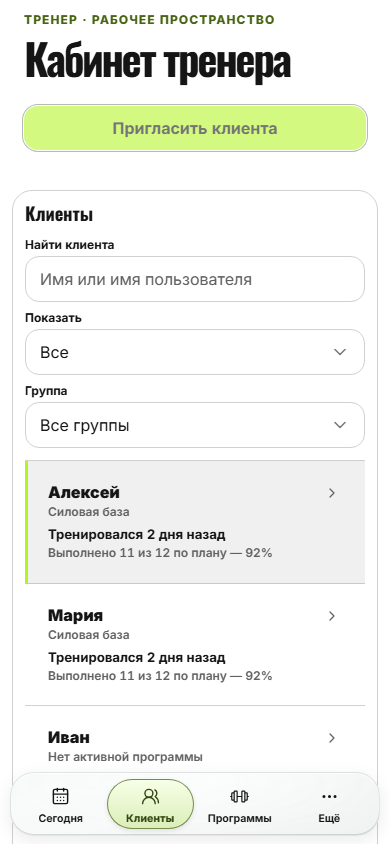 ТРЕНЕР · РАБОЧЕЕ ПРОСТРАНСТВО
Кабинет тренера
Пригласить клиента
Клиенты
Найти клиента
Имя или имя пользователя
Показать
Все
Группа
Все группы
Алексей
Силовая база
Тренировался 2 дня назад
Выполнено 11 из 12 по плану — 92%
Мария
Силовая база
Тренировался 2 дня назад
Выполнено 11 из 12 по плану — 92%
Иван
Нет активной программы
Сегодня
Клиенты
Программы
Ещё